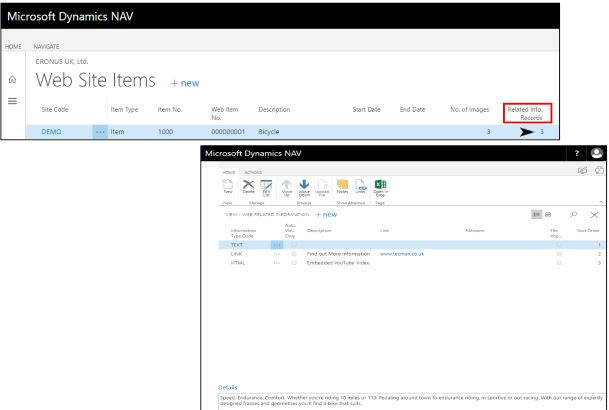 Microsoft Dynamics NAV
HOME NAVIGATE
CRONUS UK, Ltd.
Web Site Items + new
Site Code Item Type Item No. Web Item No. Description Start Date End Date No. of Images Related Info. Records
DEMO ... Item 1000 000000001 Bicycle 3 3
Microsoft Dynamics NAV ?
HOME ACTIONS
New Delete Edit List Move Up Move Down Upload File Notes Links Open in Excel
New Manage Process Show Attached Page
VIEW - WEB RELATED INFORMATION + new
Information Type Code Aut... Vie... Only Description Link Filename File Imp... Sort Order
TEXT ... 1
LINK ... Find out More information www.tecman.co.uk 2
HTML ... Embedded YouTube Video 3
Details
Speed. Endurance. Comfort. Whether you're riding 10 miles or 110. Pedaling around town to endurance riding, in sportive or out racing. With our range of expertly
designed frames and geometries you'll find a bike that suits.